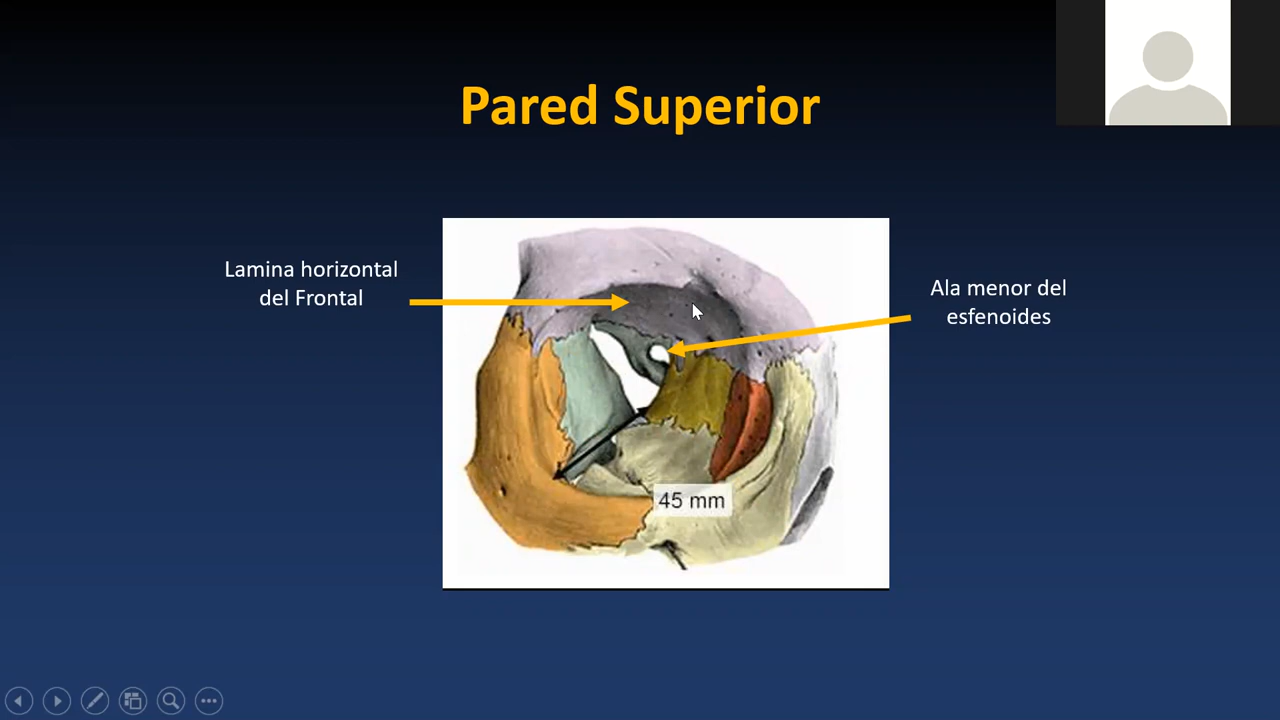 Pared Superior
Lamina horizontal
del Frontal
Ala menor del
esfenoides
45 mm